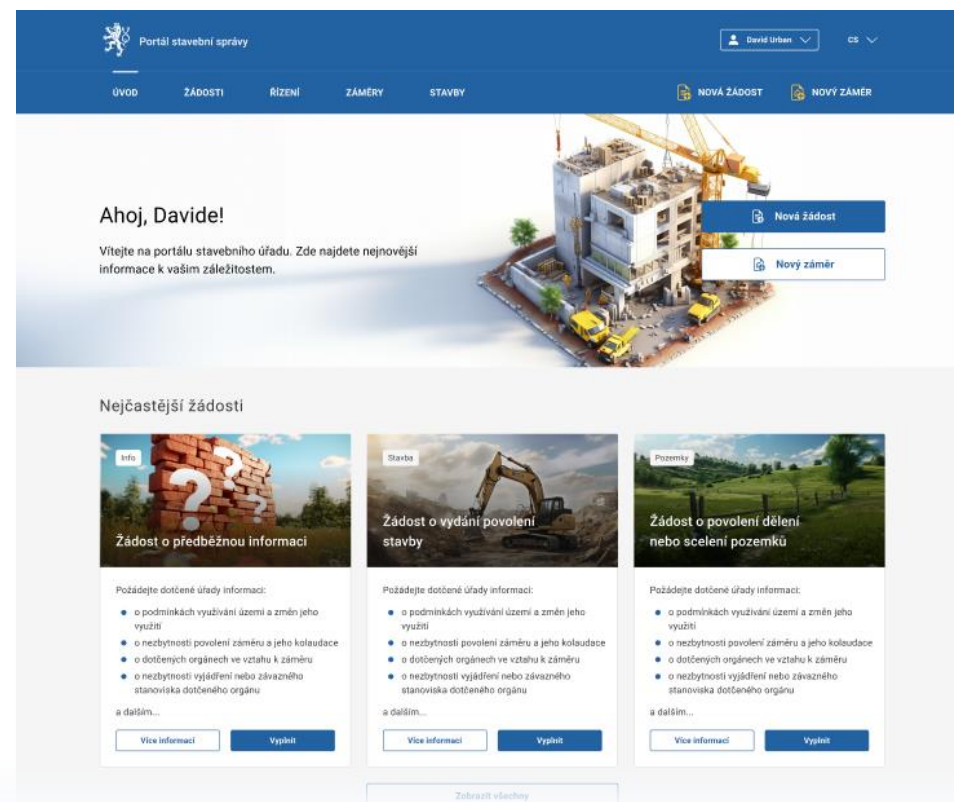 Portál stavební správy
David Urban
CS
ÚVOD
ŽÁDOSTI
ŘÍZENÍ
ZÁMĚRY
STAVBY
NOVÁ ŽÁDOST
NOVÝ ZÁMĚR
Ahoj, Davide!
Vítejte na portálu stavebního úřadu. Zde najdete nejnovější
informace k vašim záležitostem.
Nová žádost
Nový záměr
Nejčastější žádosti
Info
???
Žádost o předběžnou informaci
Požádejte dotčené úřady informaci:
o podmínkách využívání území a změn jeho
využití
o nezbytnosti povolení záměru a jeho kolaudace
o dotčených orgánech ve vztahu k záměru
o nezbytnosti vyjádření nebo závazného
stanoviska dotčeného orgánu
a dalším...
Více informací
Vyplnit
Stavba
Žádost o vydání povolení
stavby
Požádejte dotčené úřady informaci:
o podmínkách využívání území a změn jeho
využití
o nezbytnosti povolení záměru a jeho kolaudace
o dotčených orgánech ve vztahu k záměru
o nezbytnosti vyjádření nebo závazného
stanoviska dotčeného orgánu
a dalším...
Více informací
Vyplnit
Pozemky
Žádost o povolení dělení
nebo scelení pozemků
Požádejte dotčené úřady informaci:
o podmínkách využívání území a změn jeho
využití
o nezbytnosti povolení záměru a jeho kolaudace
o dotčených orgánech ve vztahu k záměru
o nezbytnosti vyjádření nebo závazného
stanoviska dotčeného orgánu
a dalším...
Více informací
Vyplnit
Zobrazit všechny